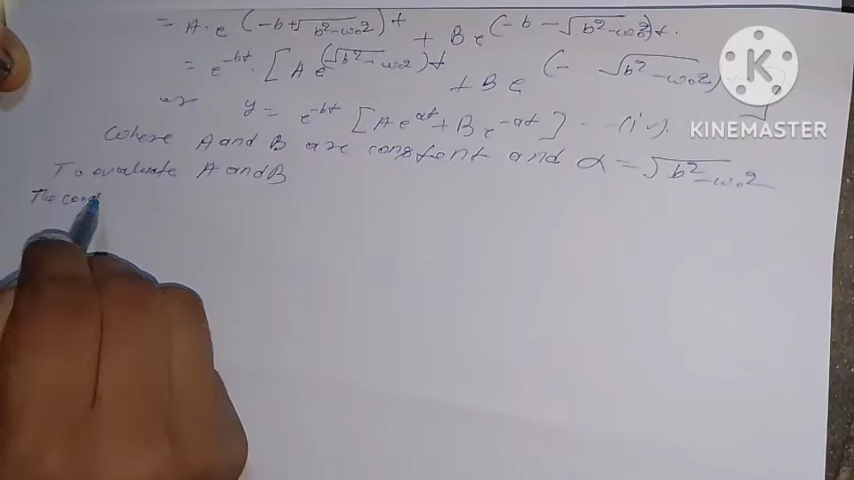 = A.e (-b+√b²-ω₀²)t + B e (-b-√b²-ω₀²)t.
= e^-bt . [A e^(√b²-ω₀²)t + B e (- √b²-ω₀²) ]
or y = e^-bt [A e^αt + B e^-αt] . - (iv).
Where A and B are constent and α = √b²-ω₀²
To evaluate A and B
The cond
K
KINEMASTER